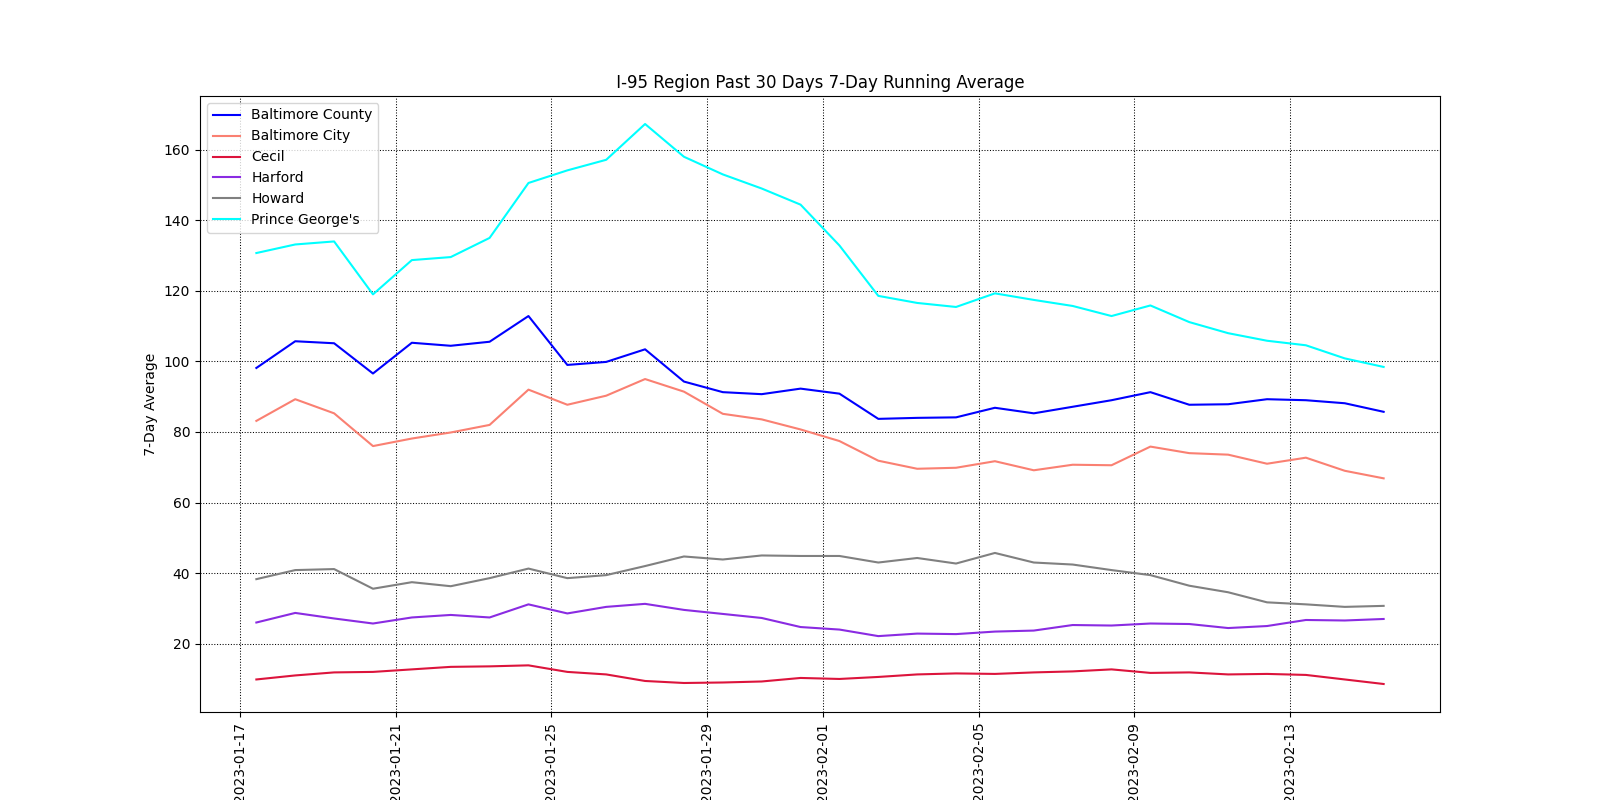 I-95 Region Past 30 Days 7-Day Running Average
Baltimore County
Baltimore City
Cecil
Harford
Howard
Prince George's
7-Day Average
160
140
120
100
80
60
40
20
2023-01-17
2023-01-21
2023-01-25
2023-01-29
2023-02-01
2023-02-05
2023-02-09
2023-02-13